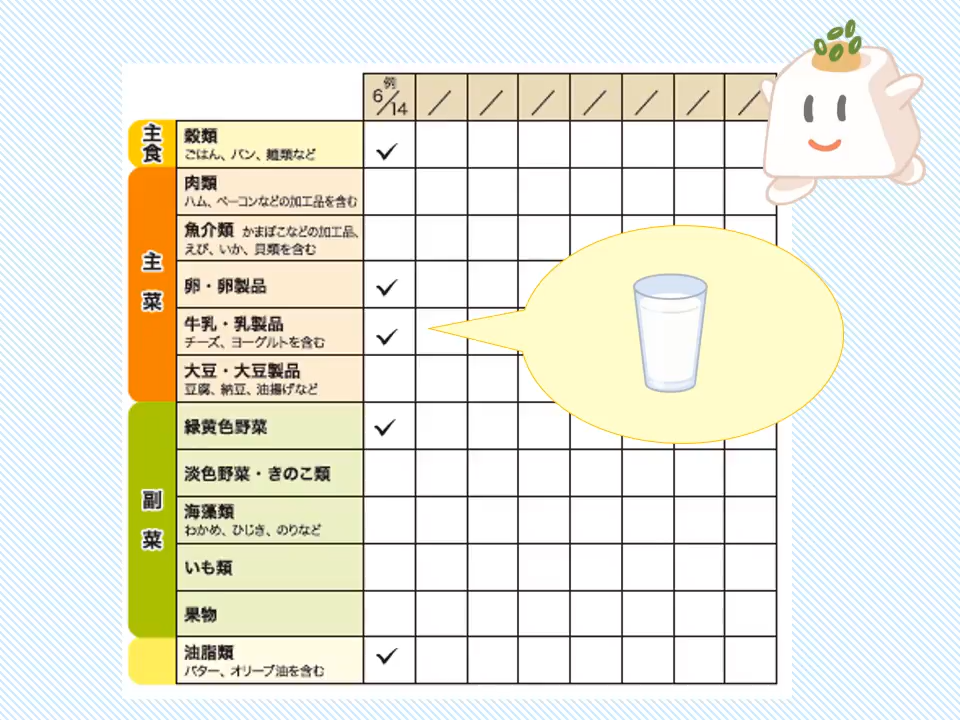 例
6/14
/
/
/
/
/
/
/
主食
穀類
ごはん、パン、麺類など
主菜
肉類
ハム、ベーコンなどの加工品を含む
魚介類 かまぼこなどの加工品、
えび、いか、貝類を含む
卵・卵製品
牛乳・乳製品
チーズ、ヨーグルトを含む
大豆・大豆製品
豆腐、納豆、油揚げなど
副菜
緑黄色野菜
淡色野菜・きのこ類
海藻類
わかめ、ひじき、のりなど
いも類
果物
油脂類
バター、オリーブ油を含む